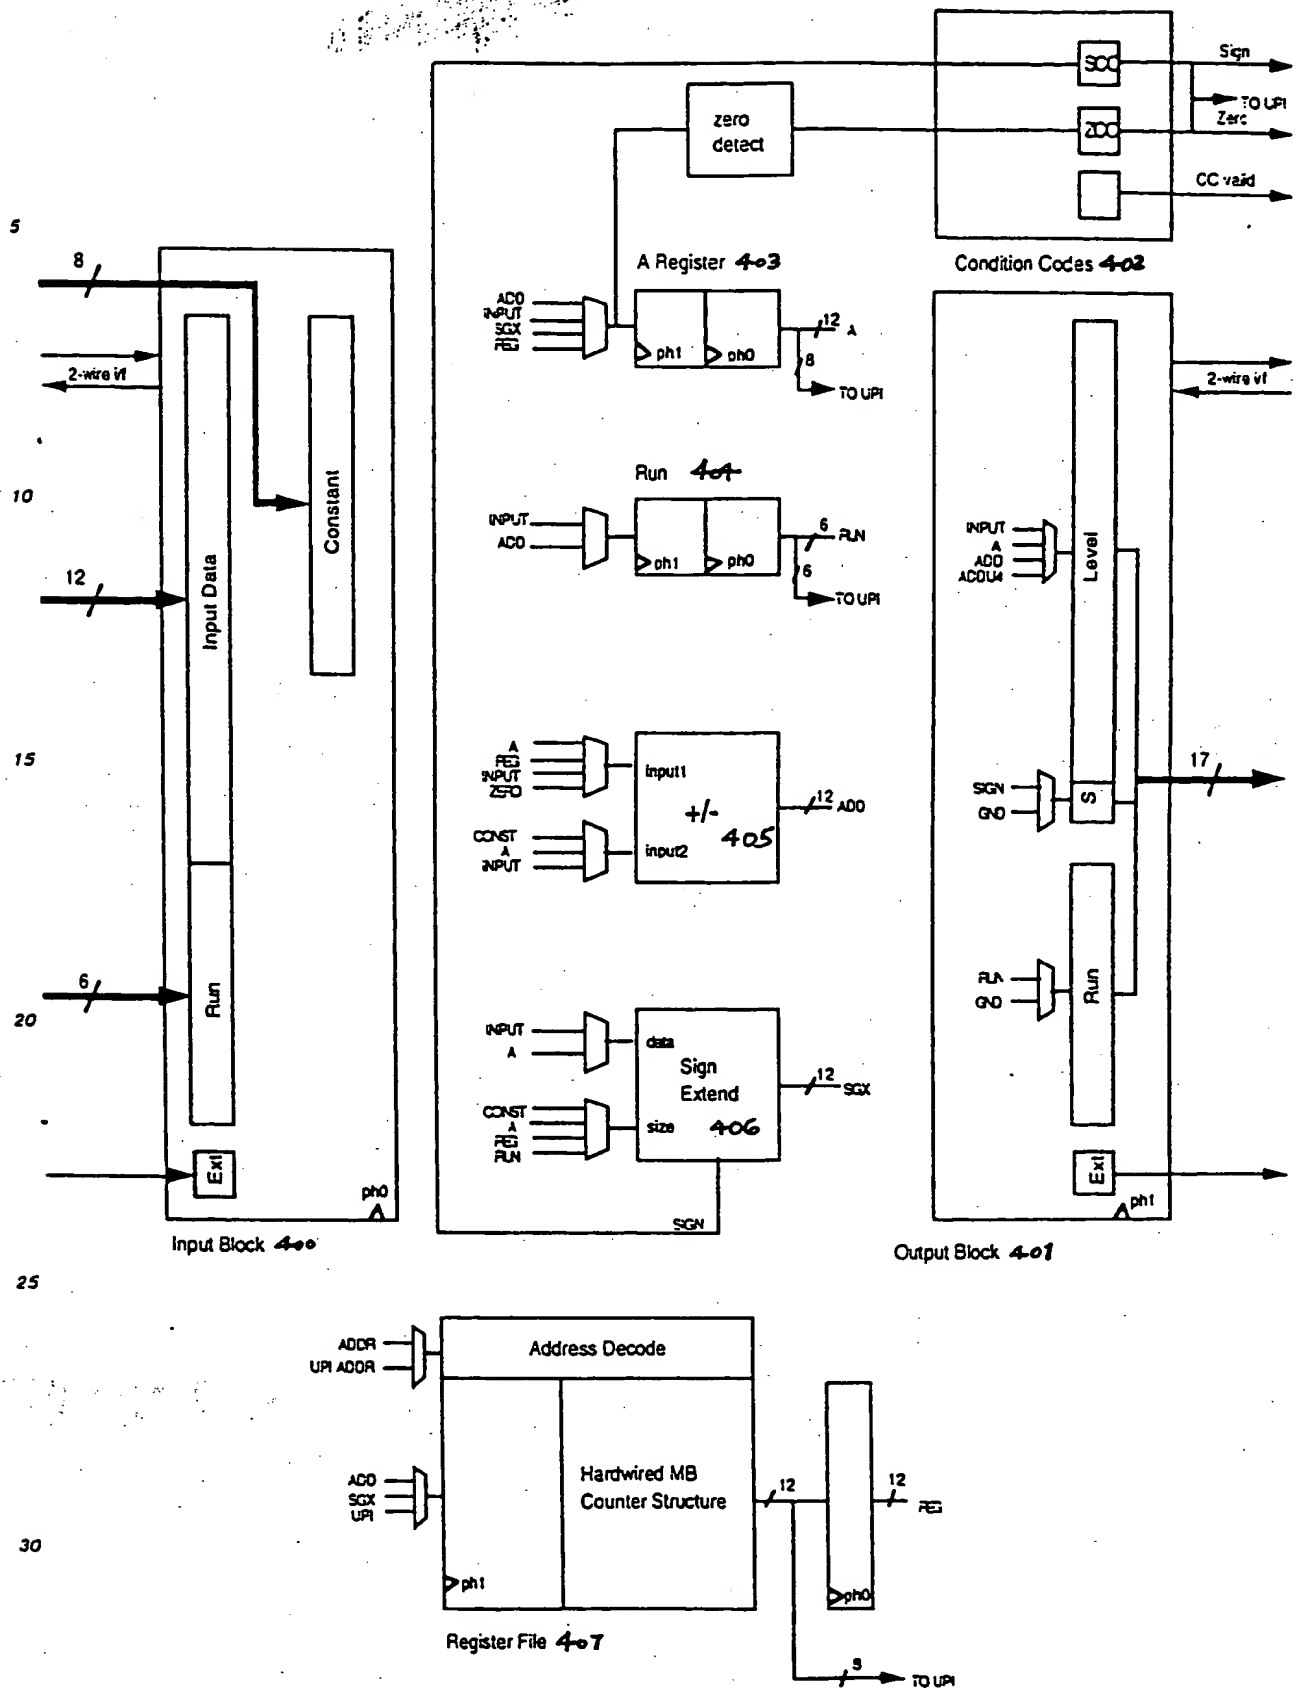 Sign
SCC
TO UPI
Zero
zero
detect
ZCC
CC valid
5
8
A Register 403
Condition Codes 402
ADD
INPUT
SGX
REG
ph1
ph0
12
A
8
TO UPI
2-wire i/f
2-wire i/f
Input Data
Constant
Run 404
10
INPUT
ADD
ph1
ph0
6
RUN
6
TO UPI
12
INPUT
A
ADD
ADDU4
Level
15
A
REG
INPUT
ZERO
input1
+/-
405
12
ADD
CONST
A
INPUT
input2
SIGN
GND
S
17
6
Run
20
INPUT
A
data
Sign
Extend
406
12
SGX
CONST
A
REG
RUN
size
RUN
GND
Run
Ext
ph0
SIGN
Ext
ph1
Input Block 400
Output Block 401
25
ADDR
UPI ADDR
Address Decode
ADD
SGX
UPI
Hardwired MB
Counter Structure
12
12
REG
30
ph1
ph0
Register File 407
TO UPI